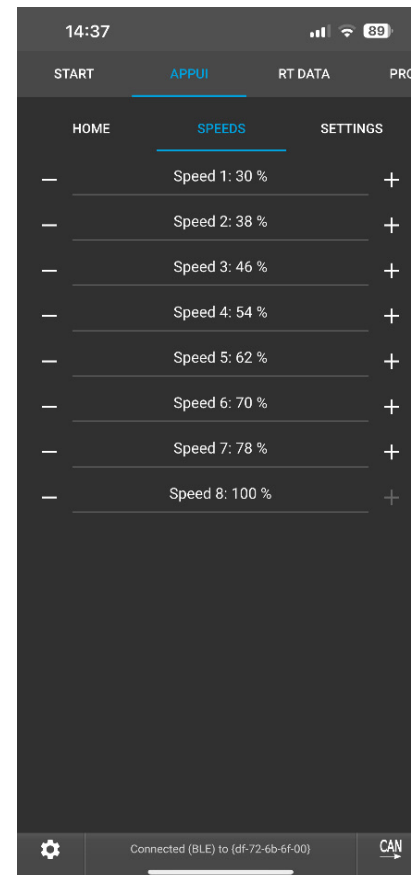 14:37 89
START APPUI RT DATA PRO
HOME SPEEDS SETTINGS
— Speed 1: 30 % +
— Speed 2: 38 % +
— Speed 3: 46 % +
— Speed 4: 54 % +
— Speed 5: 62 % +
— Speed 6: 70 % +
— Speed 7: 78 % +
— Speed 8: 100 % +
Connected (BLE) to {df-72-6b-6f-00} CAN